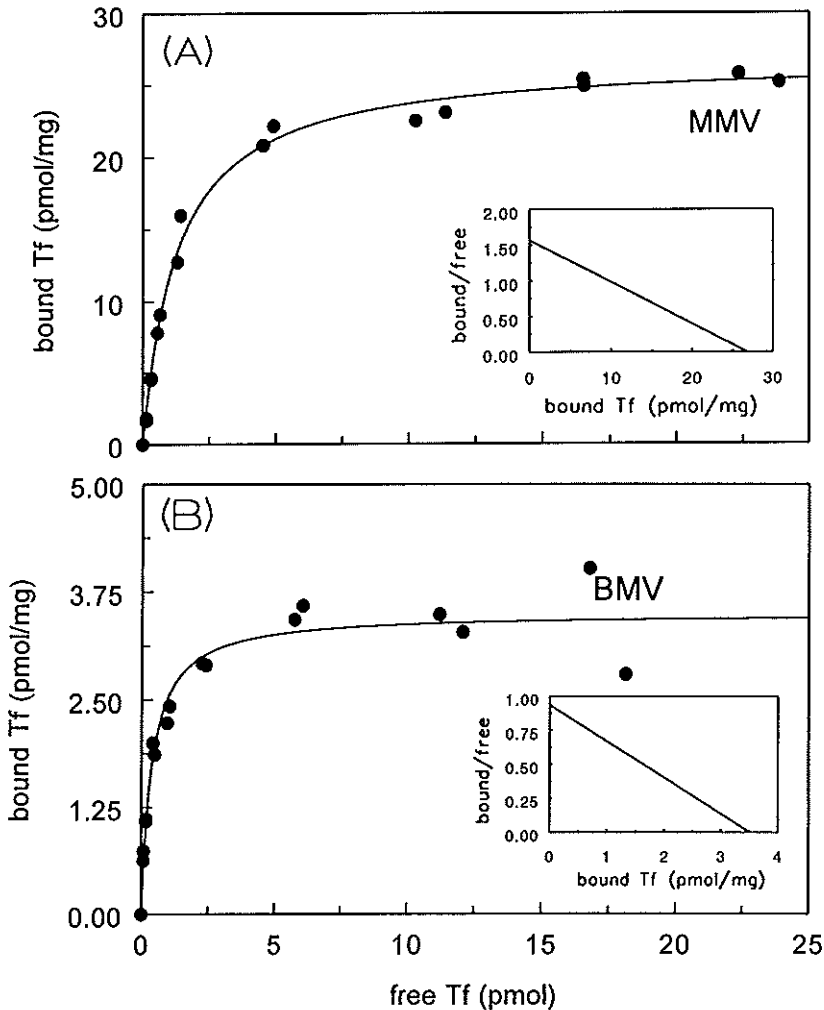 30
(A)
bound Tf (pmol/mg)
20
10
0
MMV
2.00
1.50
1.00
0.50
0.00
bound/free
0 10 20 30
bound Tf (pmol/mg)
5.00
(B)
bound Tf (pmol/mg)
3.75
2.50
1.25
0.00
BMV
1.00
0.75
0.50
0.25
0.00
bound/free
0 1 2 3 4
bound Tf (pmol/mg)
0 5 10 15 20 25
free Tf (pmol)